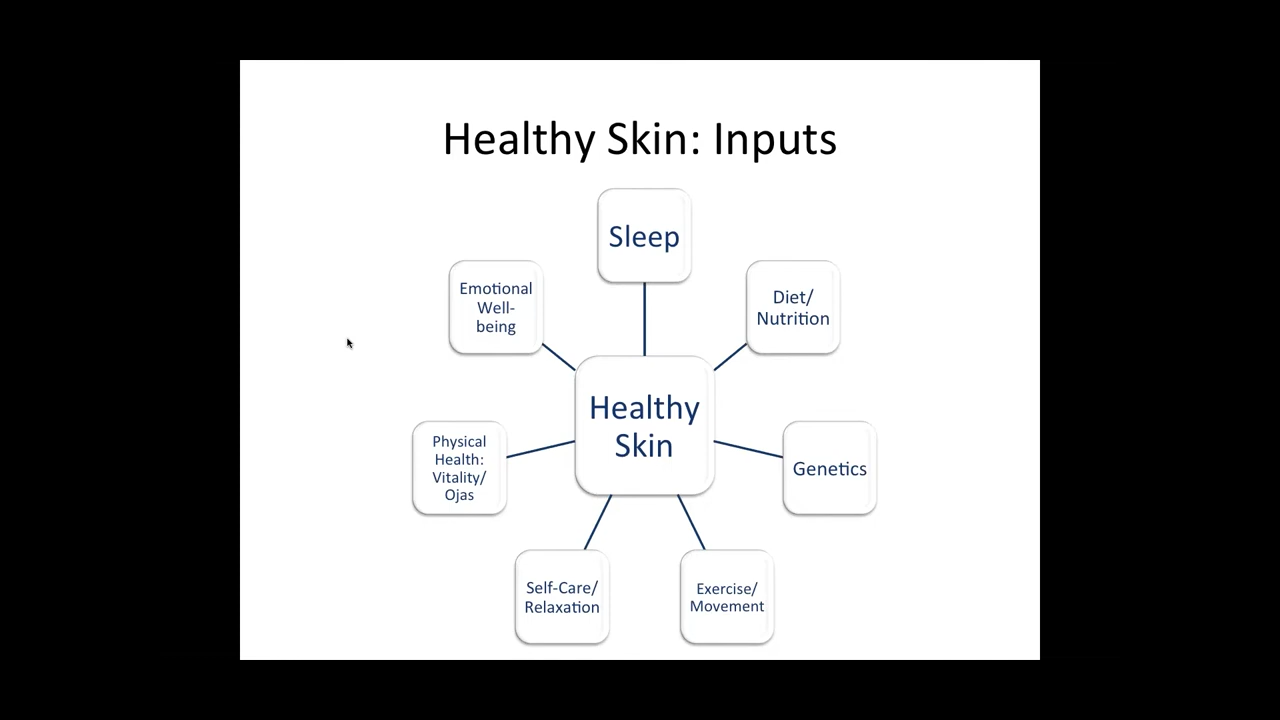 Healthy Skin: Inputs
Sleep
Emotional
Well-
being
Diet/
Nutrition
Healthy
Skin
Physical
Health:
Vitality/
Ojas
Genetics
Self-Care/
Relaxation
Exercise/
Movement